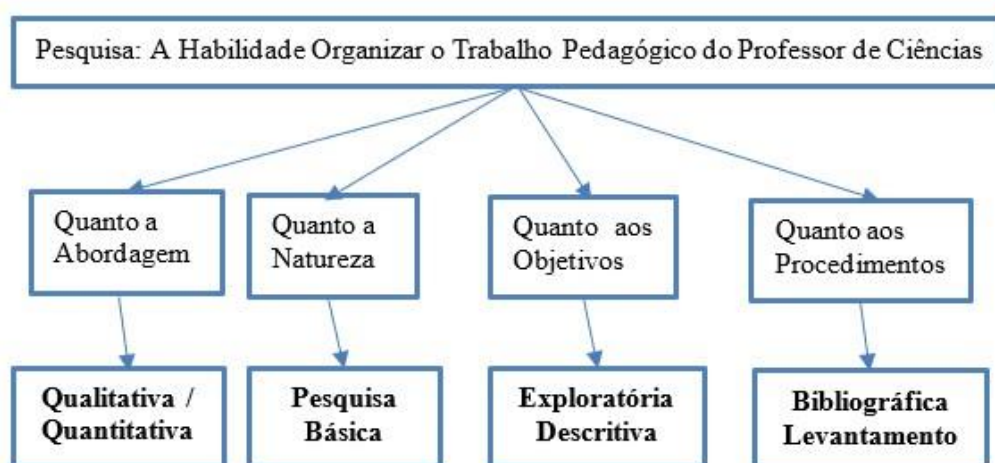 Pesquisa: A Habilidade Organizar o Trabalho Pedagógico do Professor de Ciências
Quanto a
Abordagem
Quanto a
Natureza
Quanto aos
Objetivos
Quanto aos
Procedimentos
Qualitativa /
Quantitativa
Pesquisa
Básica
Exploratória
Descritiva
Bibliográfica
Levantamento